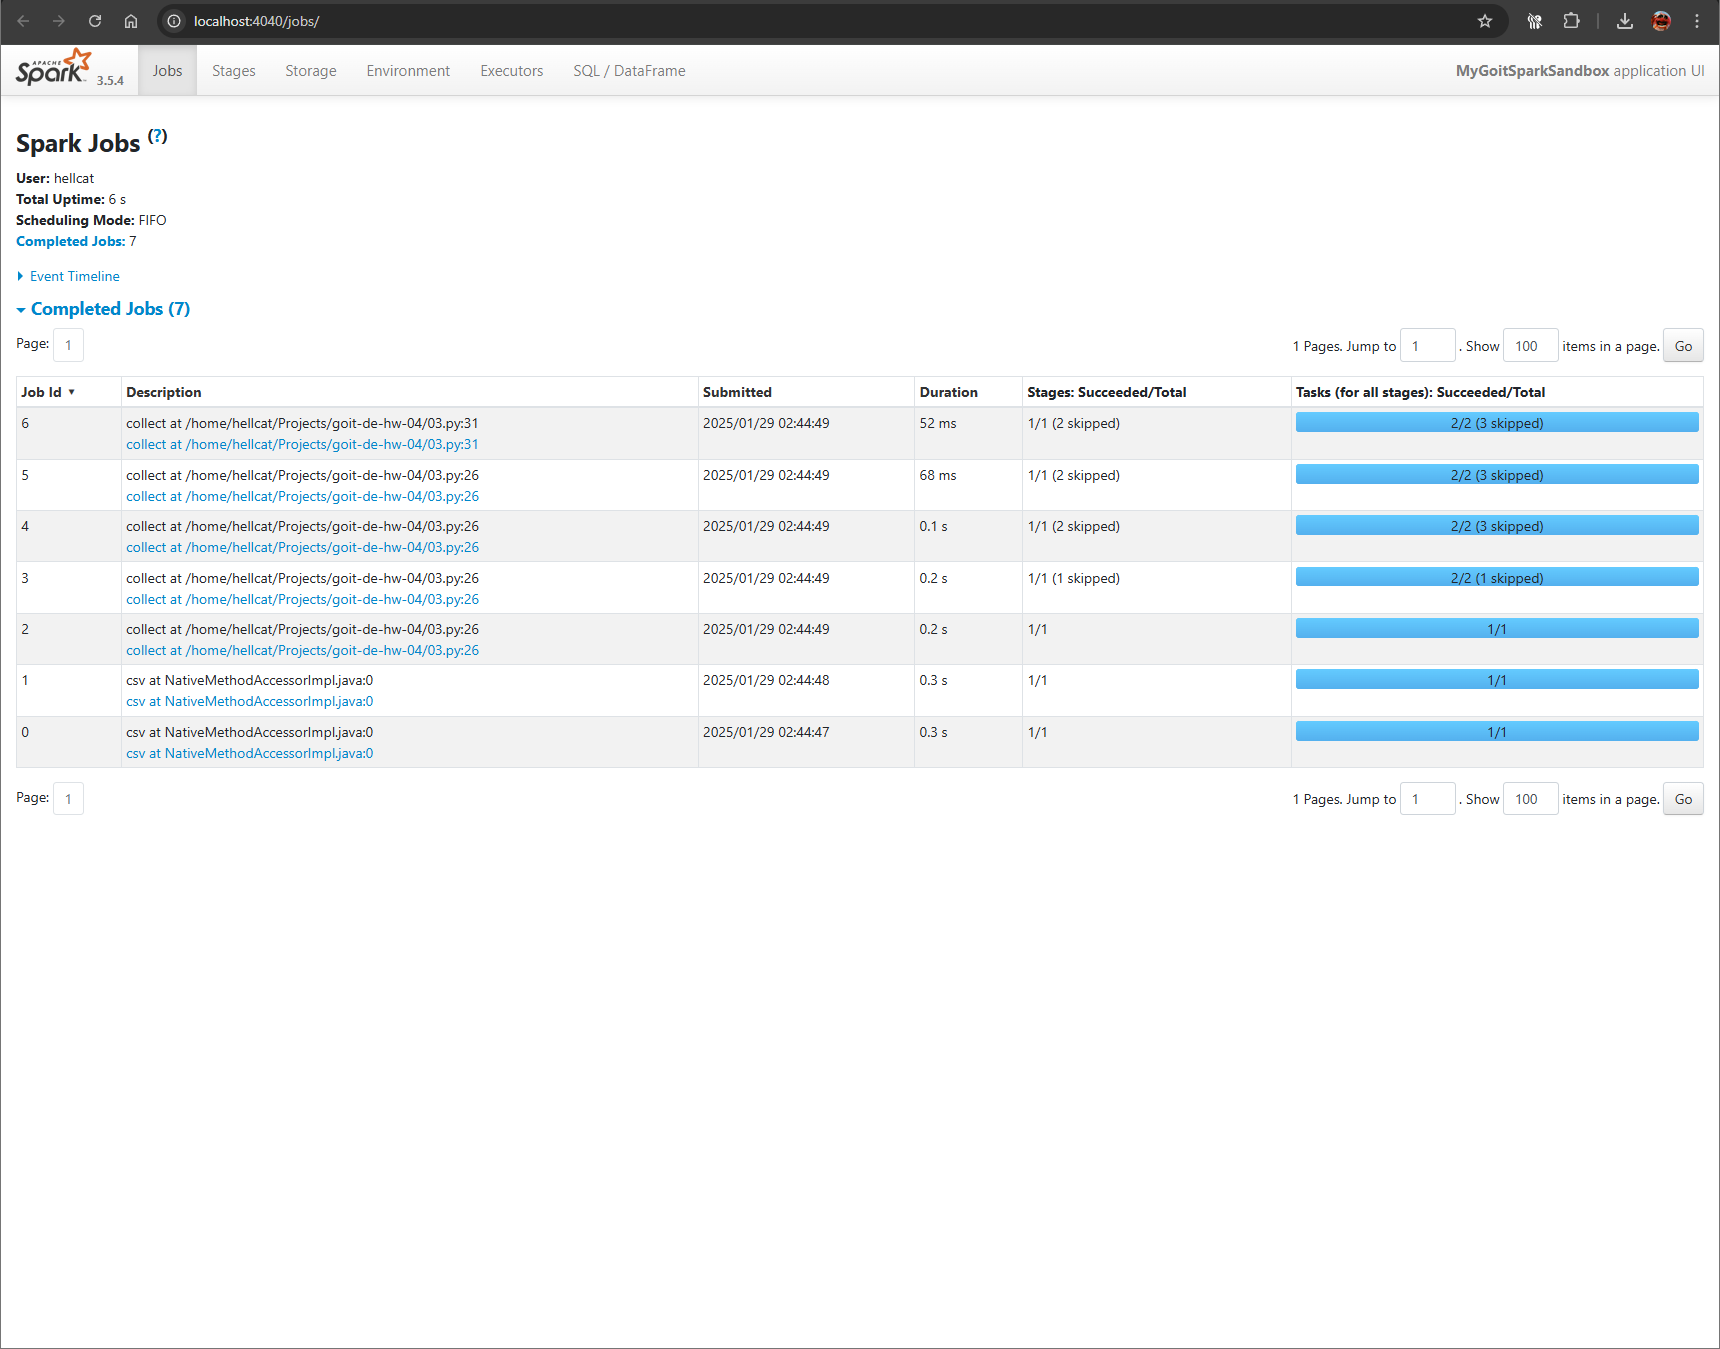 localhost:4040/jobs/
APACHE Spark 3.5.4 Jobs Stages Storage Environment Executors SQL / DataFrame MyGoitSparkSandbox application UI
Spark Jobs (?)
User: hellcat
Total Uptime: 6 s
Scheduling Mode: FIFO
Completed Jobs: 7
Event Timeline
Completed Jobs (7)
Page: 1 1 Pages. Jump to 1 . Show 100 items in a page. Go
Job Id ▾ Description Submitted Duration Stages: Succeeded/Total Tasks (for all stages): Succeeded/Total
6 collect at /home/hellcat/Projects/goit-de-hw-04/03.py:31 2025/01/29 02:44:49 52 ms 1/1 (2 skipped) 2/2 (3 skipped)
collect at /home/hellcat/Projects/goit-de-hw-04/03.py:31
5 collect at /home/hellcat/Projects/goit-de-hw-04/03.py:26 2025/01/29 02:44:49 68 ms 1/1 (2 skipped) 2/2 (3 skipped)
collect at /home/hellcat/Projects/goit-de-hw-04/03.py:26
4 collect at /home/hellcat/Projects/goit-de-hw-04/03.py:26 2025/01/29 02:44:49 0.1 s 1/1 (2 skipped) 2/2 (3 skipped)
collect at /home/hellcat/Projects/goit-de-hw-04/03.py:26
3 collect at /home/hellcat/Projects/goit-de-hw-04/03.py:26 2025/01/29 02:44:49 0.2 s 1/1 (1 skipped) 2/2 (1 skipped)
collect at /home/hellcat/Projects/goit-de-hw-04/03.py:26
2 collect at /home/hellcat/Projects/goit-de-hw-04/03.py:26 2025/01/29 02:44:49 0.2 s 1/1 1/1
collect at /home/hellcat/Projects/goit-de-hw-04/03.py:26
1 csv at NativeMethodAccessorImpl.java:0 2025/01/29 02:44:48 0.3 s 1/1 1/1
csv at NativeMethodAccessorImpl.java:0
0 csv at NativeMethodAccessorImpl.java:0 2025/01/29 02:44:47 0.3 s 1/1 1/1
csv at NativeMethodAccessorImpl.java:0
Page: 1 1 Pages. Jump to 1 . Show 100 items in a page. Go